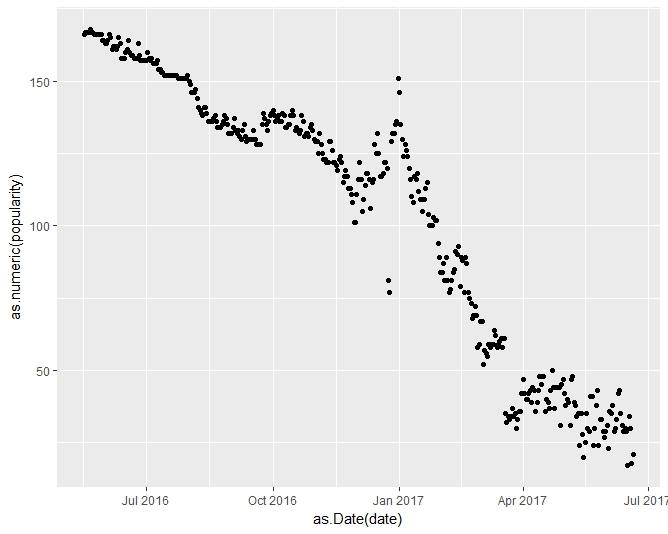 as.numeric(popularity)
150
100
50
Jul 2016
Oct 2016
Jan 2017
Apr 2017
Jul 2017
as.Date(date)